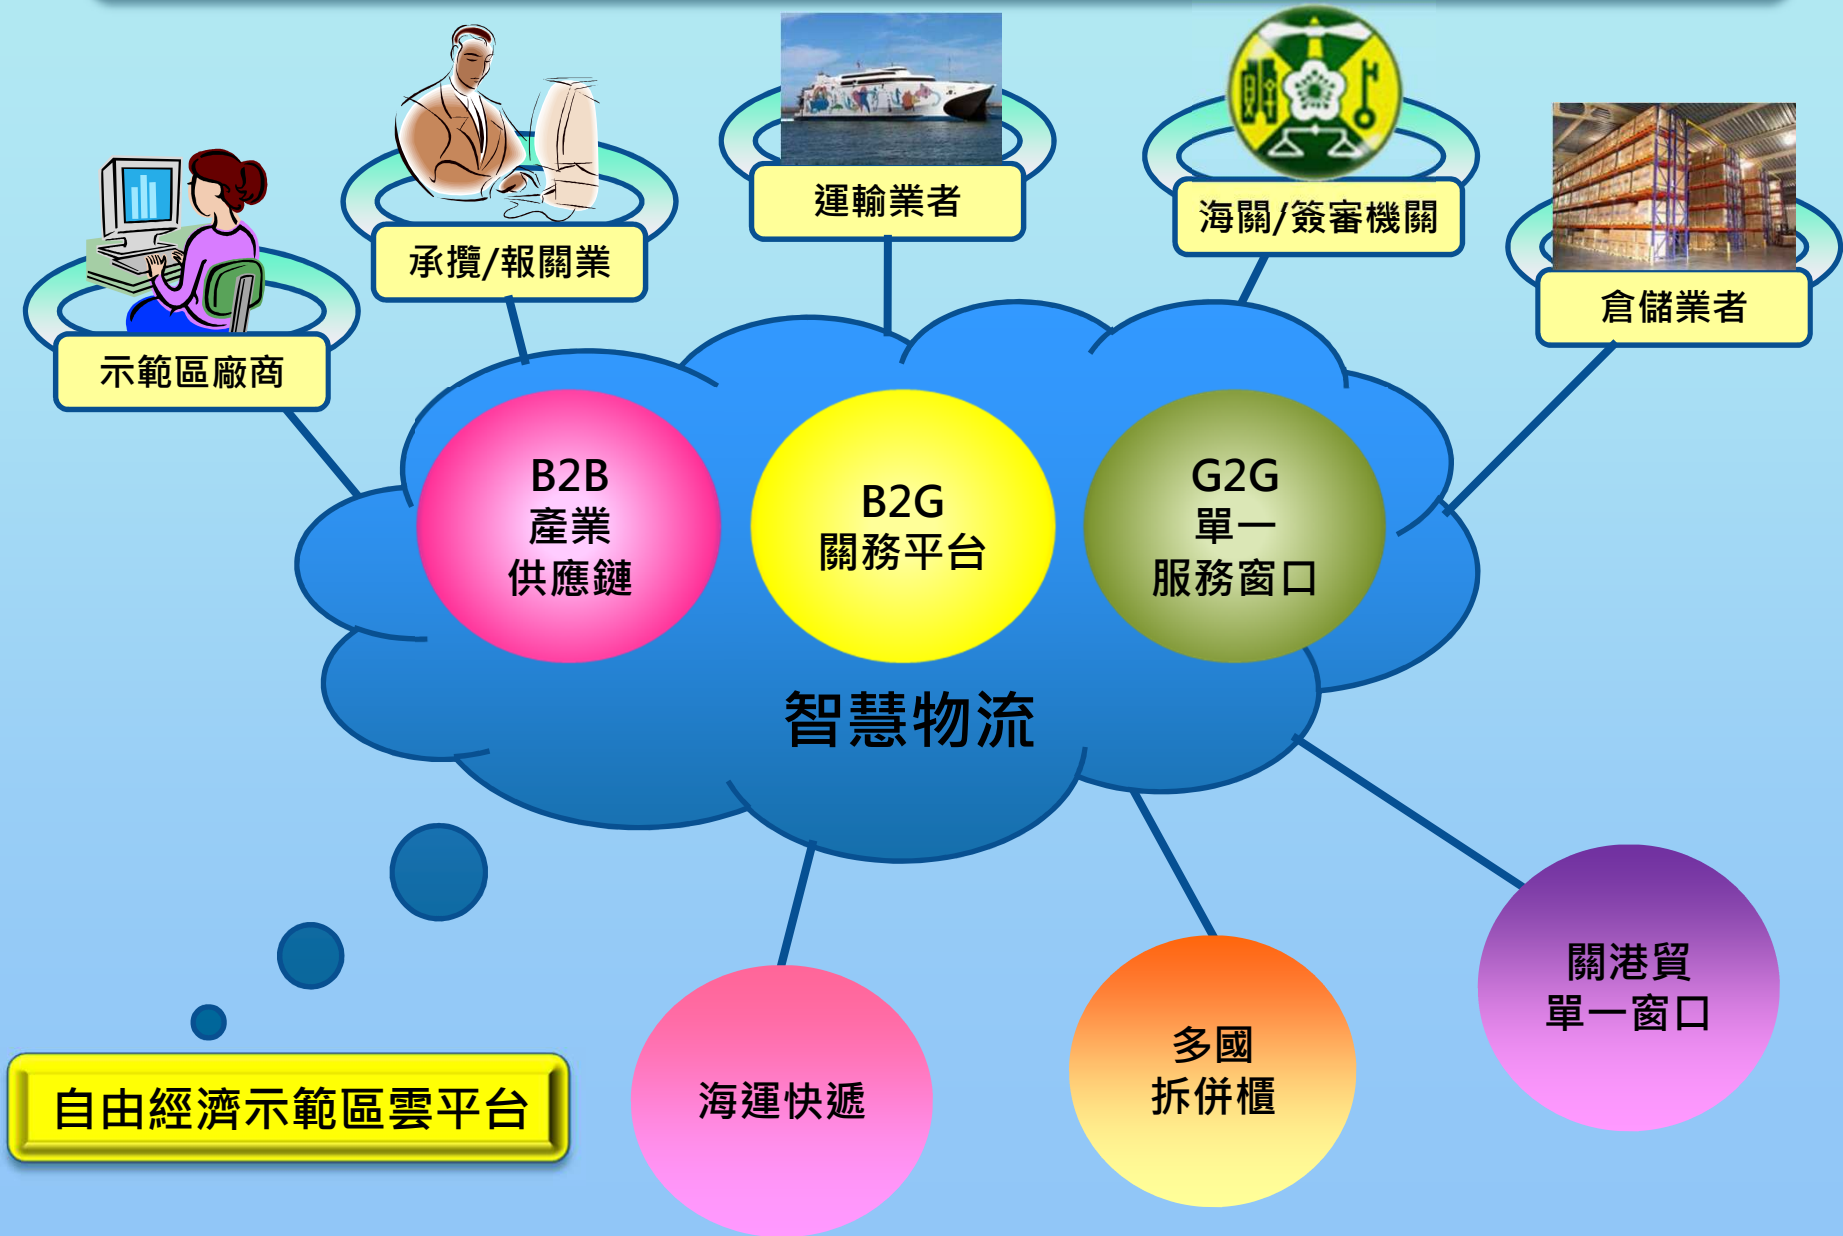 示範區廠商
承攬/報關業
運輸業者
海關/簽審機關
倉儲業者
B2B
產業
供應鏈
B2G
關務平台
G2G
單一
服務窗口
智慧物流
海運快遞
多國
拆併櫃
關港貿
單一窗口
自由經濟示範區雲平台